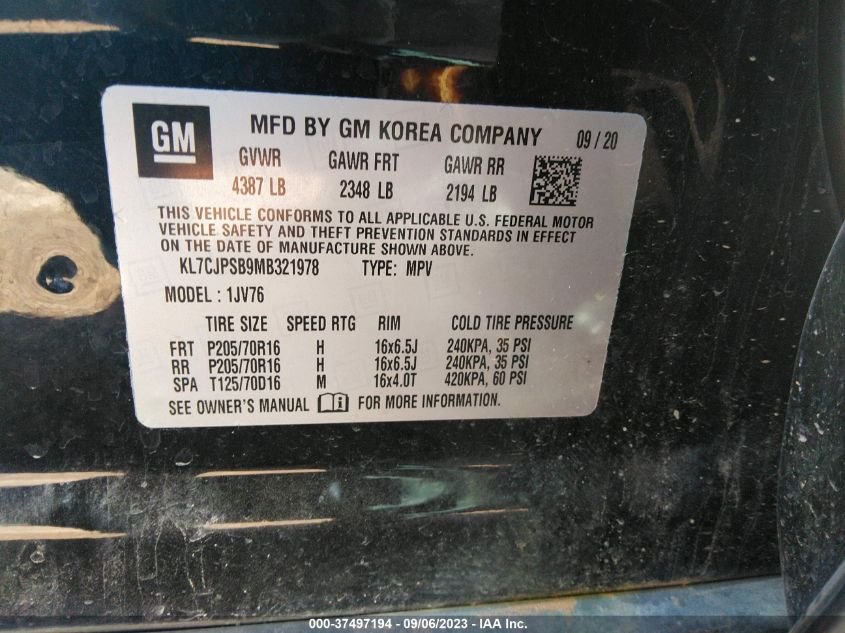 GM MFD BY GM KOREA COMPANY 09 / 20
GVWR GAWR FRT GAWR RR
4387 LB 2348 LB 2194 LB
THIS VEHICLE CONFORMS TO ALL APPLICABLE U.S. FEDERAL MOTOR
VEHICLE SAFETY AND THEFT PREVENTION STANDARDS IN EFFECT
ON THE DATE OF MANUFACTURE SHOWN ABOVE.
KL7CJPSB9MB321978 TYPE: MPV
MODEL : 1JV76
TIRE SIZE SPEED RTG RIM COLD TIRE PRESSURE
FRT P205/70R16 H 16x6.5J 240KPA, 35 PSI
RR P205/70R16 H 16x6.5J 240KPA, 35 PSI
SPA T125/70D16 M 16x4.0T 420KPA, 60 PSI
SEE OWNER'S MANUAL FOR MORE INFORMATION.
000-37497194 - 09/06/2023 - IAA Inc.